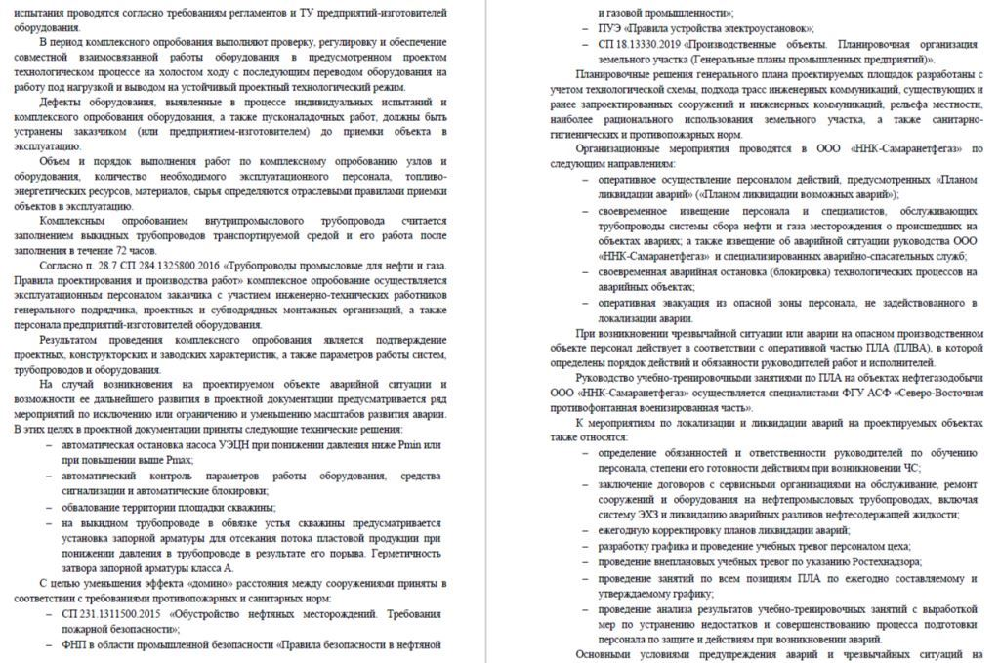 испытания проводятся согласно требованиям регламентов и ТУ предприятий-изготовителей
оборудования.
В период комплексного опробования выполняют проверку, регулировку и обеспечение
совместной взаимосвязанной работы оборудования в предусмотренном проектом
технологическом процессе на холостом ходу с последующим переводом оборудования на
работу под нагрузкой и выводом на устойчивый проектный технологический режим.
Дефекты оборудования, выявленные в процессе индивидуальных испытаний и
комплексного опробования оборудования, а также пусконаладочных работ, должны быть
устранены заказчиком (или предприятием-изготовителем) до приемки объекта в
эксплуатацию.
Объем и порядок выполнения работ по комплексному опробованию узлов и
оборудования, количество необходимого эксплуатационного персонала, топливо-
энергетических ресурсов, материалов, сырья определяются отраслевыми правилами приемки
объектов в эксплуатацию.
Комплексным опробованием внутрипромыслового трубопровода считается
заполнением выкидных трубопроводов транспортируемой средой и его работа после
заполнения в течение 72 часов.
Согласно п. 28.7 СП 284.1325800.2016 «Трубопроводы промысловые для нефти и газа.
Правила проектирования и производства работ» комплексное опробование осуществляется
эксплуатационным персоналом заказчика с участием инженерно-технических работников
генерального подрядчика, проектных и субподрядных монтажных организаций, а также
персонала предприятий-изготовителей оборудования.
Результатом проведения комплексного опробования является подтверждение
проектных, конструкторских и заводских характеристик, а также параметров работы систем,
трубопроводов и оборудования.
На случай возникновения на проектируемом объекте аварийной ситуации и
возможности ее дальнейшего развития в проектной документации предусматривается ряд
мероприятий по исключению или ограничению и уменьшению масштабов развития аварии.
В этих целях в проектной документации приняты следующие технические решения:
– автоматическая остановка насоса УЭЦН при понижении давления ниже Pmin или
при повышении выше Pmax;
– автоматический контроль параметров работы оборудования, средства
сигнализации и автоматические блокировки;
– обвалование территории площадки скважины;
– на выкидном трубопроводе в обвязке устья скважины предусматривается
установка запорной арматуры для отсекания потока пластовой продукции при
понижении давления в трубопроводе в результате его порыва. Герметичность
затвора запорной арматуры класса А.
С целью уменьшения эффекта «домино» расстояния между сооружениями приняты в
соответствии с требованиями противопожарных и санитарных норм:
– СП 231.1311500.2015 «Обустройство нефтяных месторождений. Требования
пожарной безопасности»;
– ФНП в области промышленной безопасности «Правила безопасности в нефтяной
и газовой промышленности»;
– ПУЭ «Правила устройства электроустановок»;
– СП 18.13330.2019 «Производственные объекты. Планировочная организация
земельного участка (Генеральные планы промышленных предприятий)».
Планировочные решения генерального плана проектируемых площадок разработаны с
учетом технологической схемы, подхода трасс инженерных коммуникаций, существующих и
ранее запроектированных сооружений и инженерных коммуникаций, рельефа местности,
наиболее рационального использования земельного участка, а также санитарно-
гигиенических и противопожарных норм.
Организационные мероприятия проводятся в ООО «ННК-Самаранетфегаз» по
следующим направлениям:
– оперативное осуществление персоналом действий, предусмотренных «Планом
ликвидации аварий» («Планом ликвидации возможных аварий»);
– своевременное извещение персонала и специалистов, обслуживающих
трубопроводы системы сбора нефти и газа месторождения о происшедших на
объектах авариях; а также извещение об аварийной ситуации руководства ООО
«ННК-Самаранетфегаз» и специализированных аварийно-спасательных служб;
– своевременная аварийная остановка (блокировка) технологических процессов на
аварийных объектах;
– оперативная эвакуация из опасной зоны персонала, не задействованного в
локализации аварии.
При возникновении чрезвычайной ситуации или аварии на опасном производственном
объекте персонал действует в соответствии с оперативной частью ПЛА (ПЛВА), в которой
определены порядок действий и обязанности руководителей работ и исполнителей.
Руководство учебно-тренировочными занятиями по ПЛА на объектах нефтегазодобычи
ООО «ННК-Самаранетфегаз» осуществляется специалистами ФГУ АСФ «Северо-Восточная
противофонтанная военизированная часть».
К мероприятиям по локализации и ликвидации аварий на проектируемых объектах
также относятся:
– определение обязанностей и ответственности руководителей по обучению
персонала, степени его готовности действиям при возникновении ЧС;
– заключение договоров с сервисными организациями на обслуживание, ремонт
сооружений и оборудования на нефтепромысловых трубопроводах, включая
систему ЭХЗ и ликвидацию аварийных разливов нефтесодержащей жидкости;
– ежегодную корректировку планов ликвидации аварий;
– разработку графика и проведение учебных тревог персоналом цеха;
– проведение внеплановых учебных тревог по указанию Ростехнадзора;
– проведение занятий по всем позициям ПЛА по ежегодно составляемому и
утверждаемому графику;
– проведение анализа результатов учебно-тренировочных занятий с выработкой
мер по устранению недостатков и совершенствованию процесса подготовки
персонала по защите и действиям при возникновении аварий.
Основными условиями предупреждения аварий и чрезвычайных ситуаций на